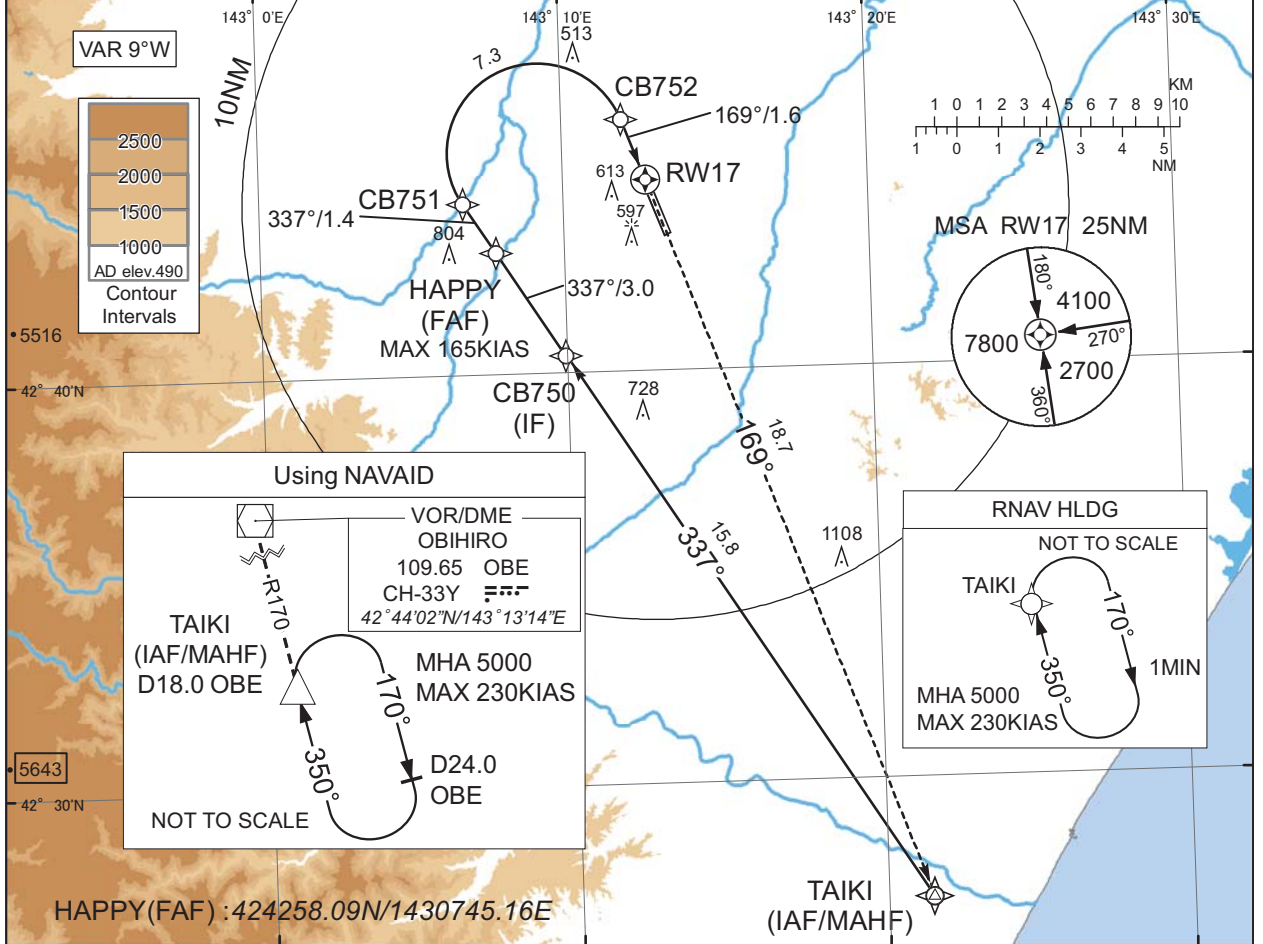 143° 0'E
143° 10'E
143° 20'E
143° 30'E
VAR 9°W
10NM
2500
2000
1500
1000
AD elev.490
Contour
Intervals
513
7.3
CB752
169°/1.6
RW17
613
597
CB751
337°/1.4
804
HAPPY
(FAF)
MAX 165KIAS
337°/3.0
CB750
(IF)
728
KM
1 0 1 2 3 4 5 6 7 8 9 10
1 0 1 2 3 4 5
NM
MSA RW17 25NM
180°
4100
270°
7800
2700
360°
5516
42° 40'N
18.7
169°
15.8
337°
1108
Using NAVAID
VOR/DME
OBIHIRO
109.65 OBE
CH-33Y
42°44'02"N/143°13'14"E
R170
TAIKI
(IAF/MAHF)
D18.0 OBE
MHA 5000
MAX 230KIAS
170°
350°
D24.0
OBE
NOT TO SCALE
RNAV HLDG
NOT TO SCALE
TAIKI
170°
350°
1MIN
MHA 5000
MAX 230KIAS
5643
42° 30'N
TAIKI
(IAF/MAHF)
HAPPY(FAF) :424258.09N/1430745.16E